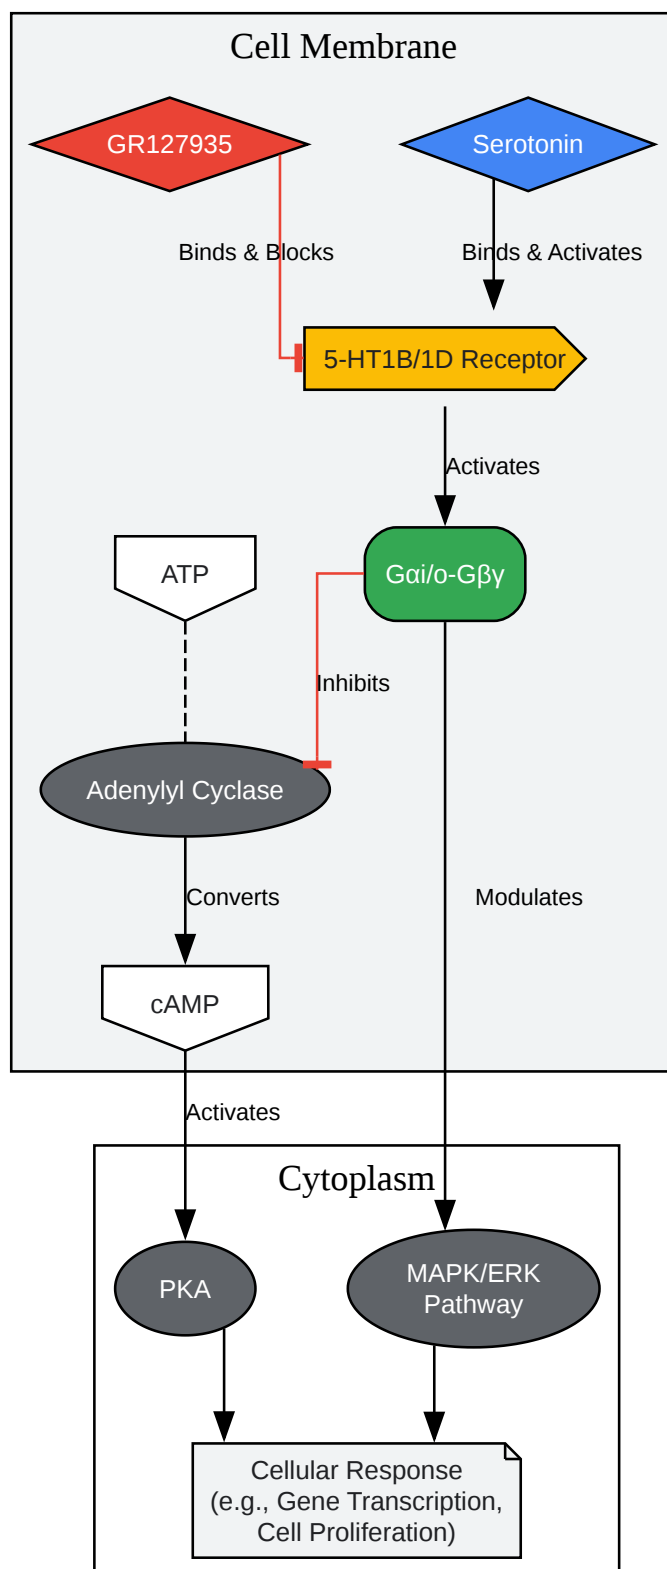 Cell Membrane
GR127935
Serotonin
Binds & Blocks
Binds & Activates
5-HT1B/1D Receptor
Activates
ATP
Gαi/o-Gβγ
Inhibits
Adenylyl Cyclase
Converts
Modulates
cAMP
Activates
Cytoplasm
PKA
MAPK/ERK
Pathway
Cellular Response
(e.g., Gene Transcription,
Cell Proliferation)